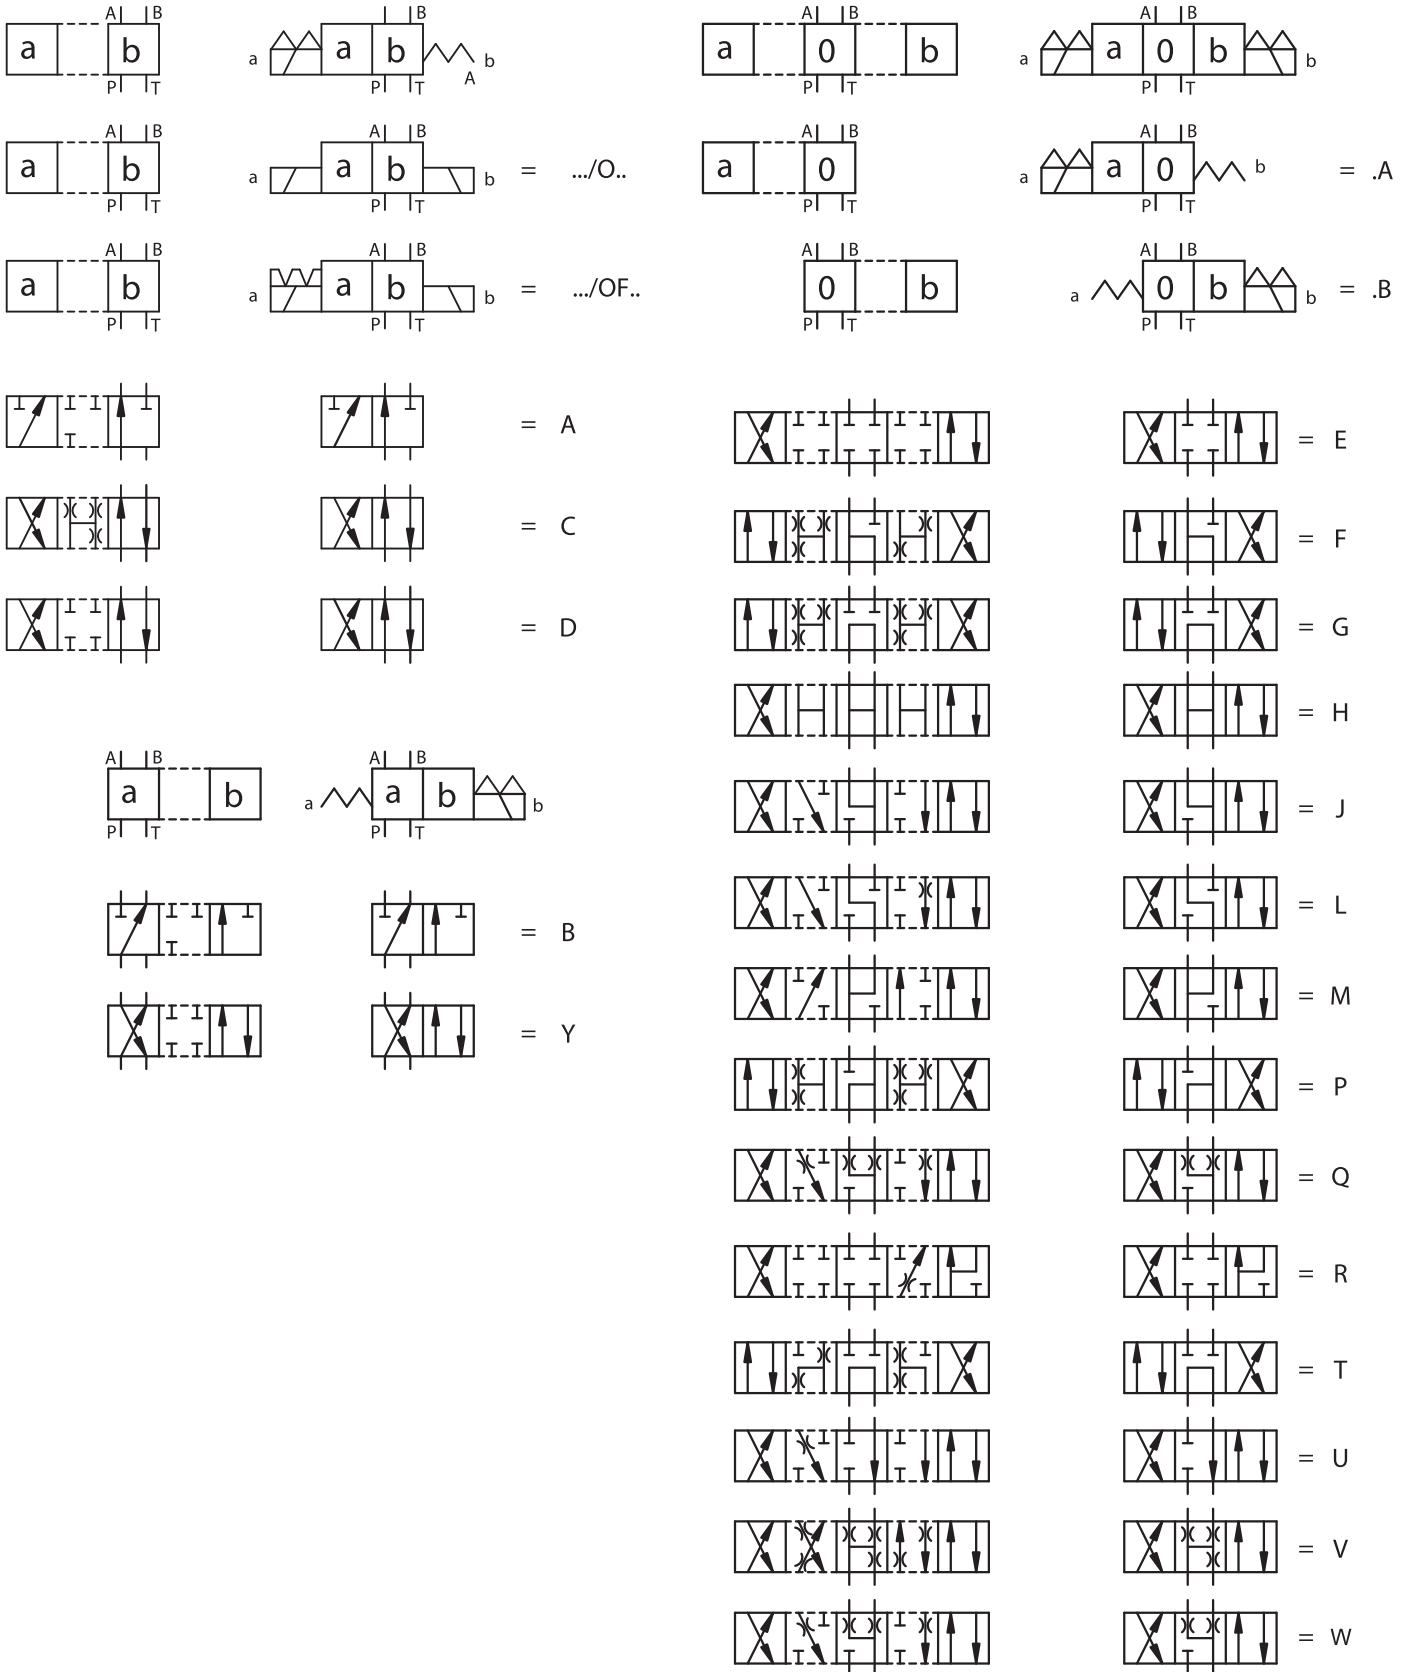 A B
a b
P T
A B
a a b b
P T A
A B
a 0 b
P T
A B
a a 0 b b
P T
A B
a b
P T
A B
a a b b = .../O..
P T
A B
a 0
P T
A B
a a 0 b = .A
P T
A B
a b
P T
A B
a a b b = .../OF..
P T
A B
0 b
P T
A B
a 0 b b = .B
P T
= A
= C
= D
A B
a b
P T
A B
a a b b
P T
= B
= Y
= E
= F
= G
= H
= J
= L
= M
= P
= Q
= R
= T
= U
= V
= W